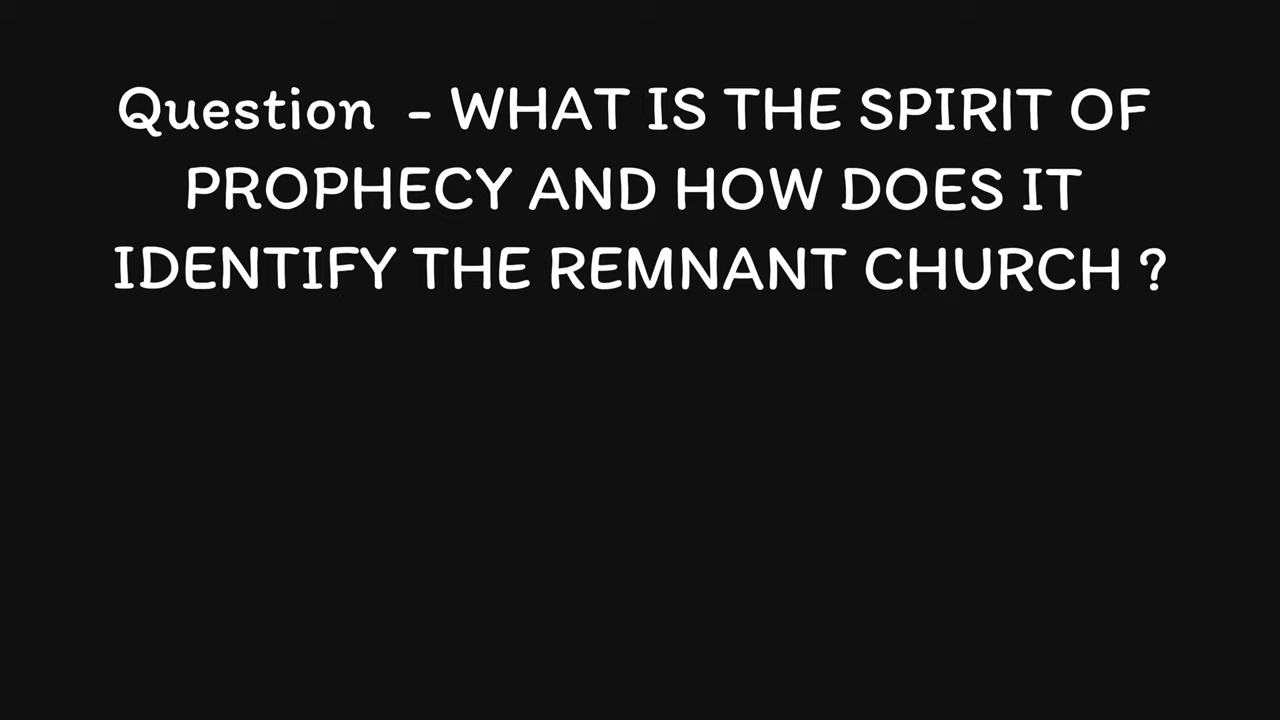 Question - WHAT IS THE SPIRIT OF
PROPHECY AND HOW DOES IT
IDENTIFY THE REMNANT CHURCH ?